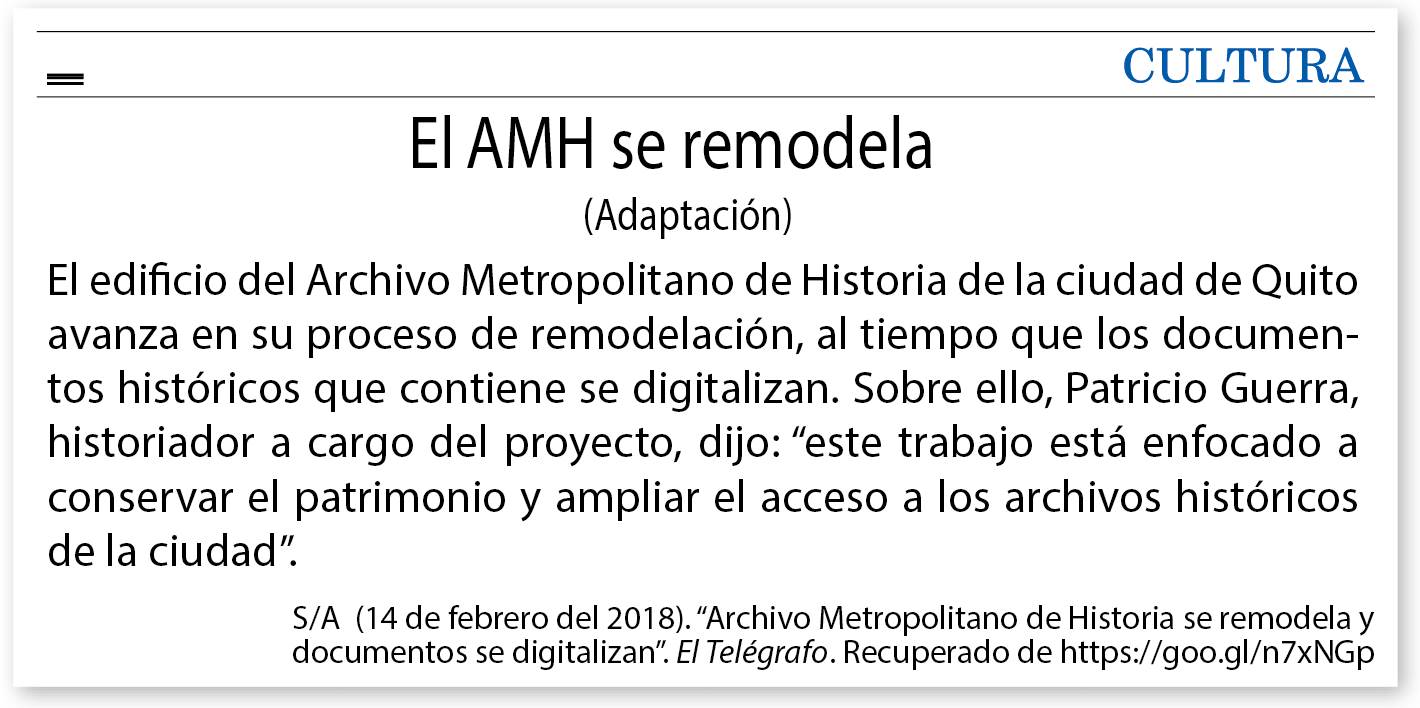 CULTURA
El AMH se remodela
(Adaptación)
El edificio del Archivo Metropolitano de Historia de la ciudad de Quito
avanza en su proceso de remodelación, al tiempo que los documen-
tos históricos que contiene se digitalizan. Sobre ello, Patricio Guerra,
historiador a cargo del proyecto, dijo: “este trabajo está enfocado a
conservar el patrimonio y ampliar el acceso a los archivos históricos
de la ciudad”.
S/A (14 de febrero del 2018). “Archivo Metropolitano de Historia se remodela y
documentos se digitalizan”. El Telégrafo. Recuperado de https://goo.gl/n7xNGp